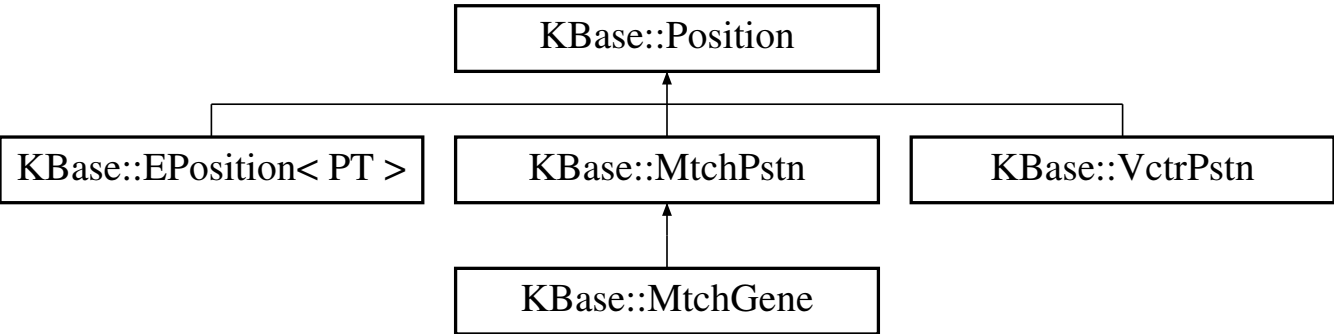 KBase::Position
KBase::EPosition< PT >
KBase::MtchPstn
KBase::VctrPstn
KBase::MtchGene